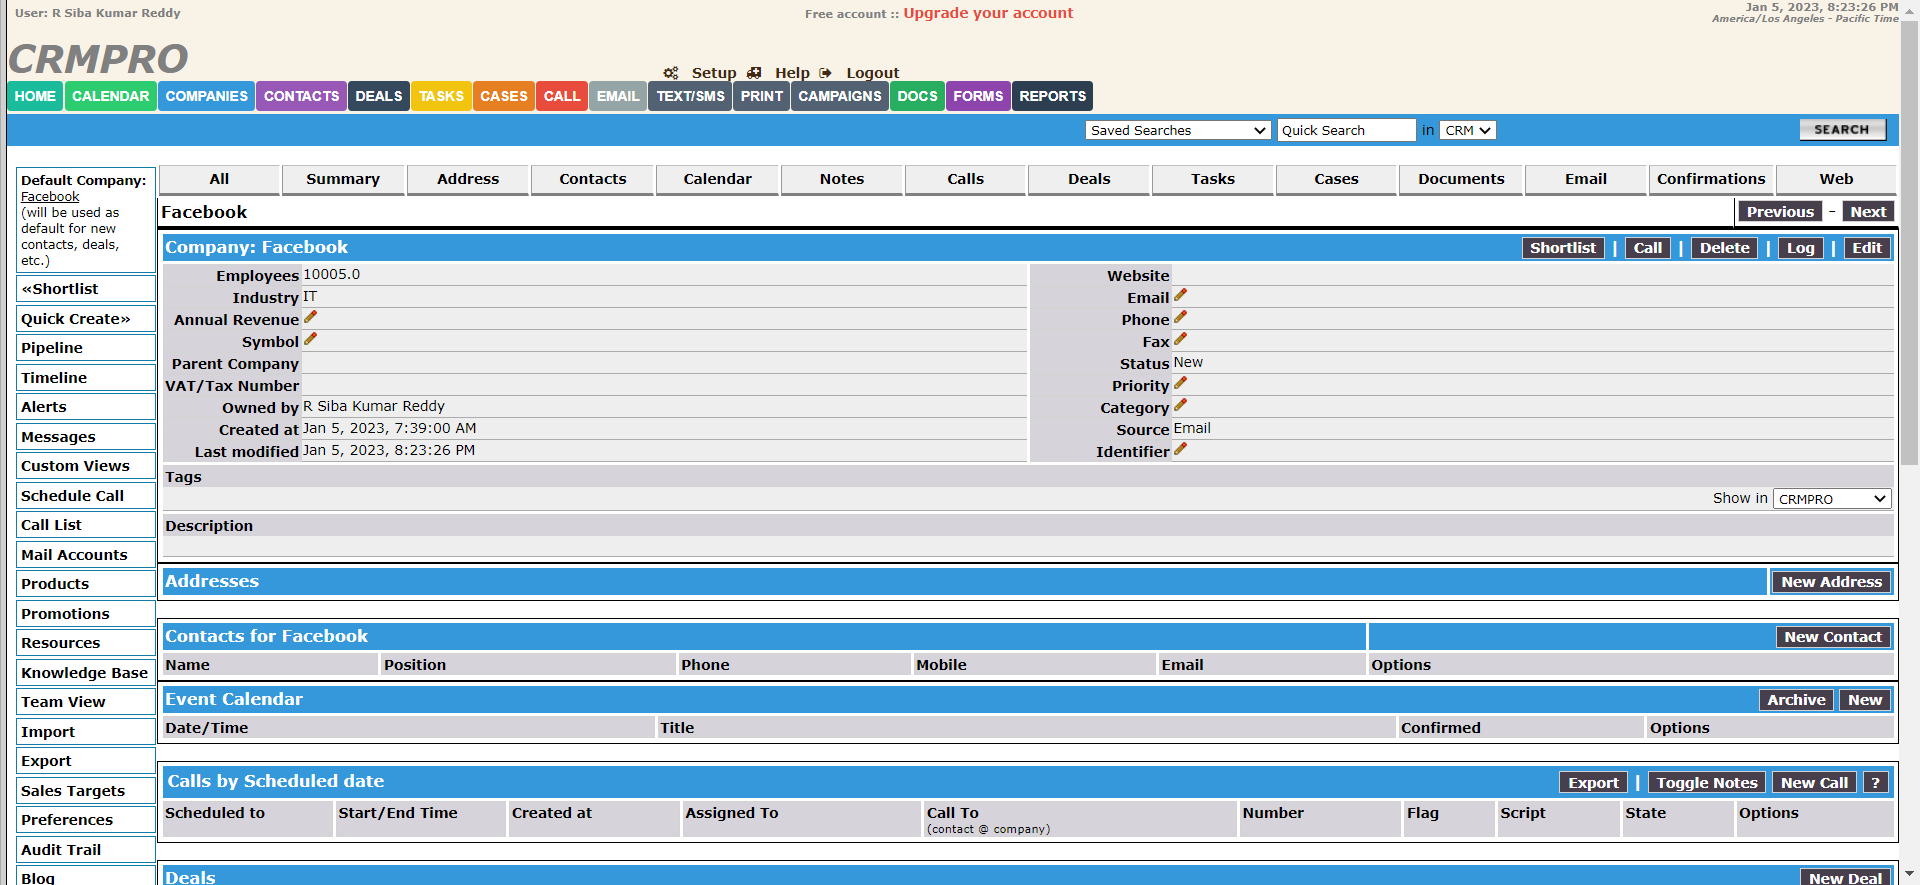 User: R Siba Kumar Reddy
Free account :: Upgrade your account
Jan 5, 2023, 8:23:26 PM
America/Los Angeles - Pacific Time
CRMPRO
Setup Help Logout
HOME CALENDAR COMPANIES CONTACTS DEALS TASKS CASES CALL EMAIL TEXT/SMS PRINT CAMPAIGNS DOCS FORMS REPORTS
Saved Searches Quick Search in CRM SEARCH
Default Company:
Facebook
(will be used as
default for new
contacts, deals,
etc.)
«Shortlist
Quick Create»
Pipeline
Timeline
Alerts
Messages
Custom Views
Schedule Call
Call List
Mail Accounts
Products
Promotions
Resources
Knowledge Base
Team View
Import
Export
Sales Targets
Preferences
Audit Trail
Blog
All Summary Address Contacts Calendar Notes Calls Deals Tasks Cases Documents Email Confirmations Web
Facebook Previous - Next
Company: Facebook Shortlist | Call | Delete | Log | Edit
Employees 10005.0
Industry IT
Annual Revenue
Symbol
Parent Company
VAT/Tax Number
Owned by R Siba Kumar Reddy
Created at Jan 5, 2023, 7:39:00 AM
Last modified Jan 5, 2023, 8:23:26 PM
Website
Email
Phone
Fax
Status New
Priority
Category
Source Email
Identifier
Tags
Show in CRMPRO
Description
Addresses New Address
Contacts for Facebook New Contact
Name Position Phone Mobile Email Options
Event Calendar Archive New
Date/Time Title Confirmed Options
Calls by Scheduled date Export | Toggle Notes New Call ?
Scheduled to Start/End Time Created at Assigned To Call To Number Flag Script State Options
(contact @ company)
Deals New Deal